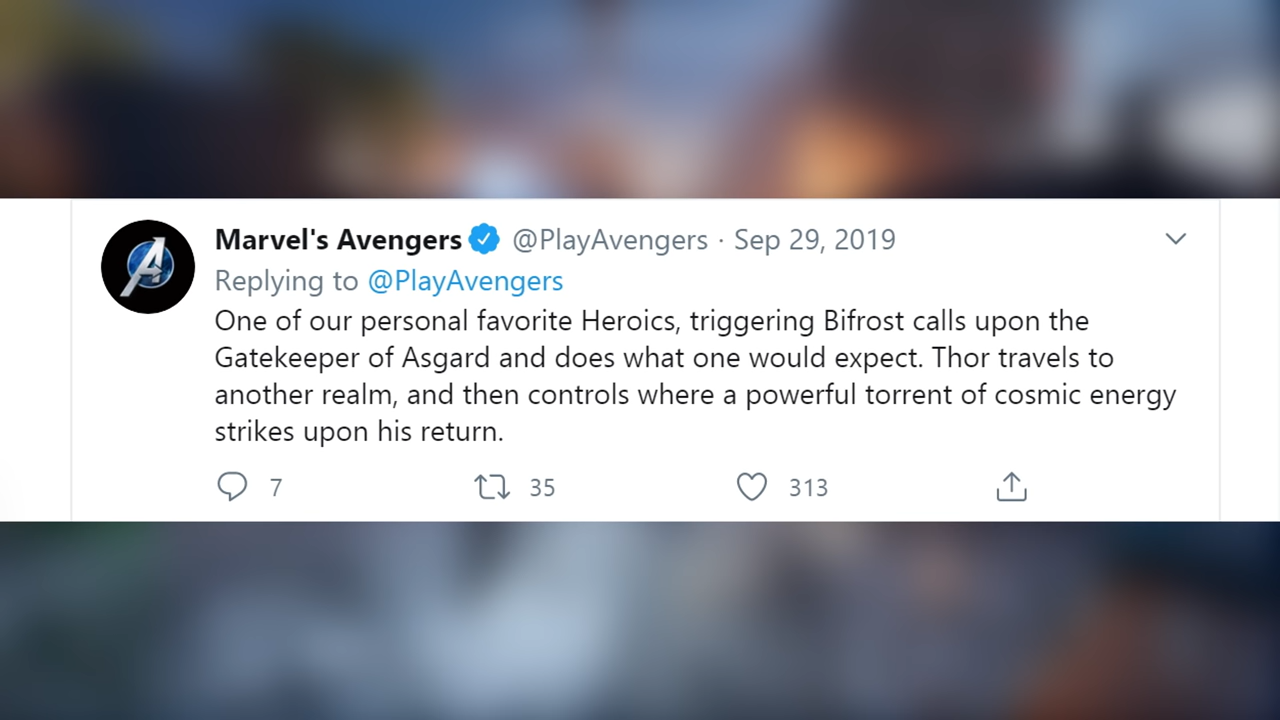 Marvel's Avengers @PlayAvengers · Sep 29, 2019
Replying to @PlayAvengers
One of our personal favorite Heroics, triggering Bifrost calls upon the
Gatekeeper of Asgard and does what one would expect. Thor travels to
another realm, and then controls where a powerful torrent of cosmic energy
strikes upon his return.
7 35 313